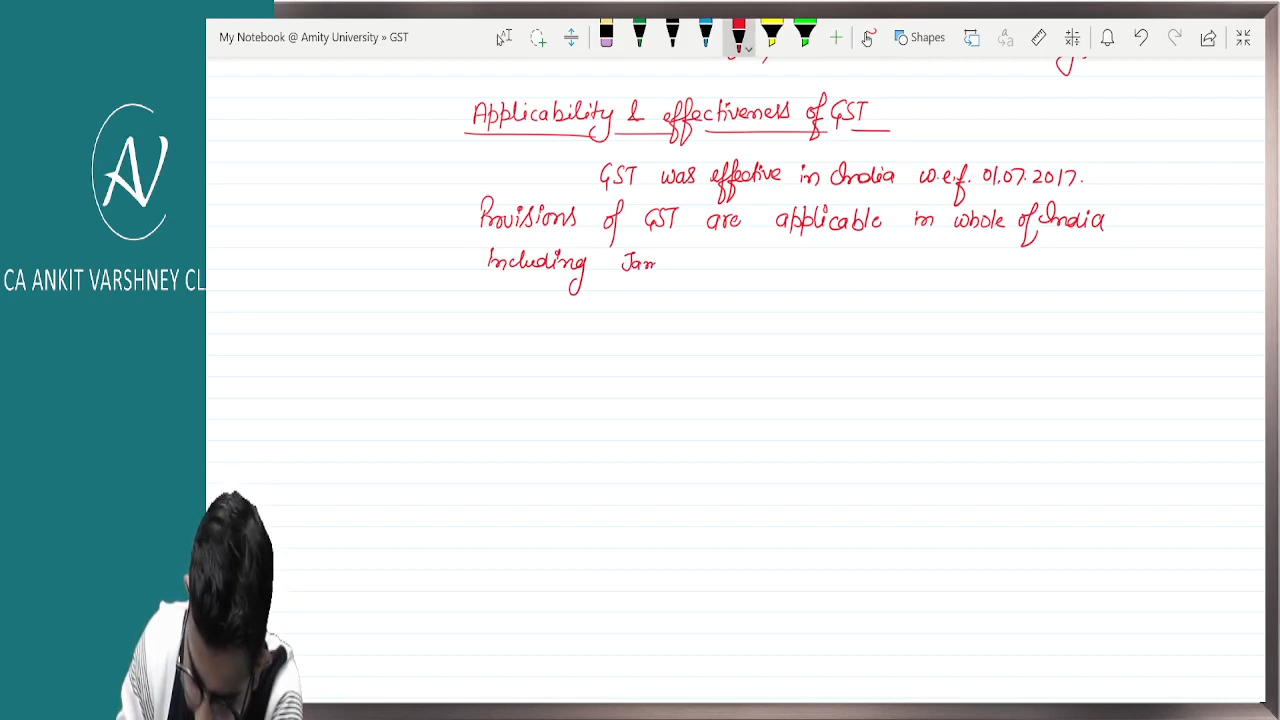 My Notebook @ Amity University » GST
Shapes
AV
CA ANKIT VARSHNEY CL
Applicability & effectiveness of GST
GST was effective in India w.e.f. 01.07.2017.
Provisions of GST are applicable in whole of India
including Jam